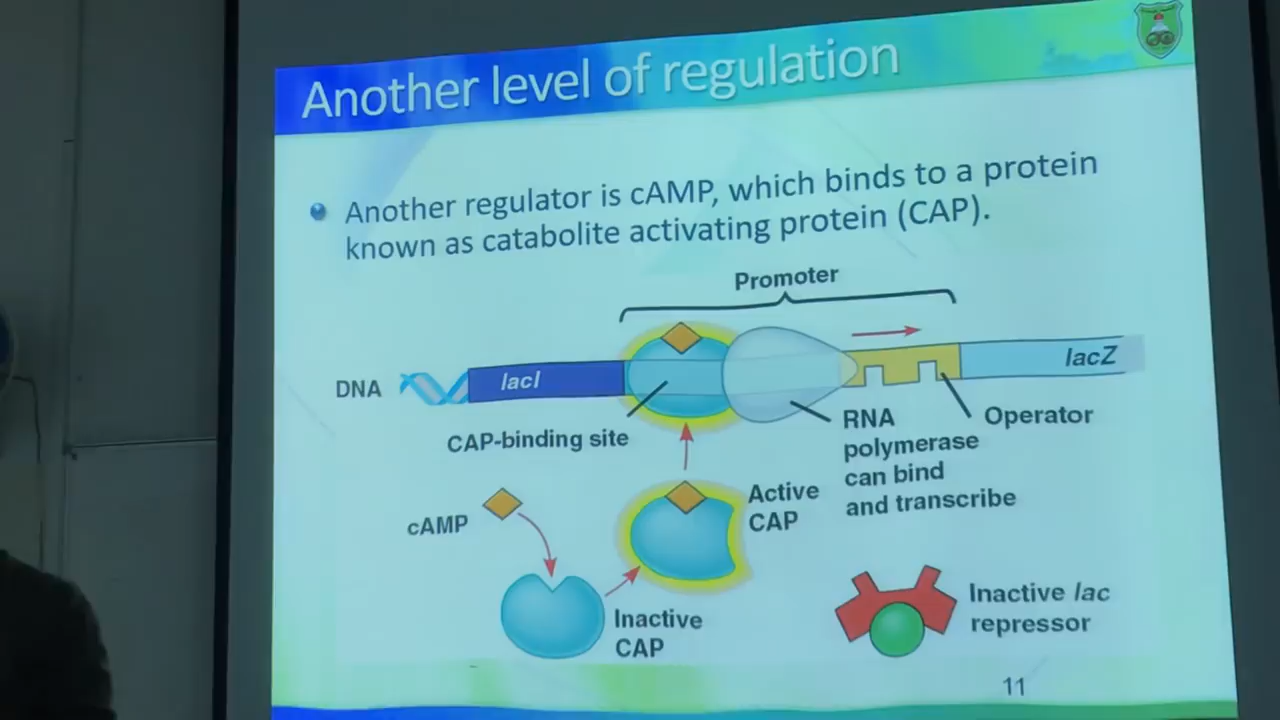 Another level of regulation
Another regulator is cAMP, which binds to a protein
known as catabolite activating protein (CAP).
Promoter
DNA
lacI
lacZ
CAP-binding site
RNA
polymerase
can bind
and transcribe
Operator
cAMP
Active
CAP
Inactive
CAP
Inactive lac
repressor
11